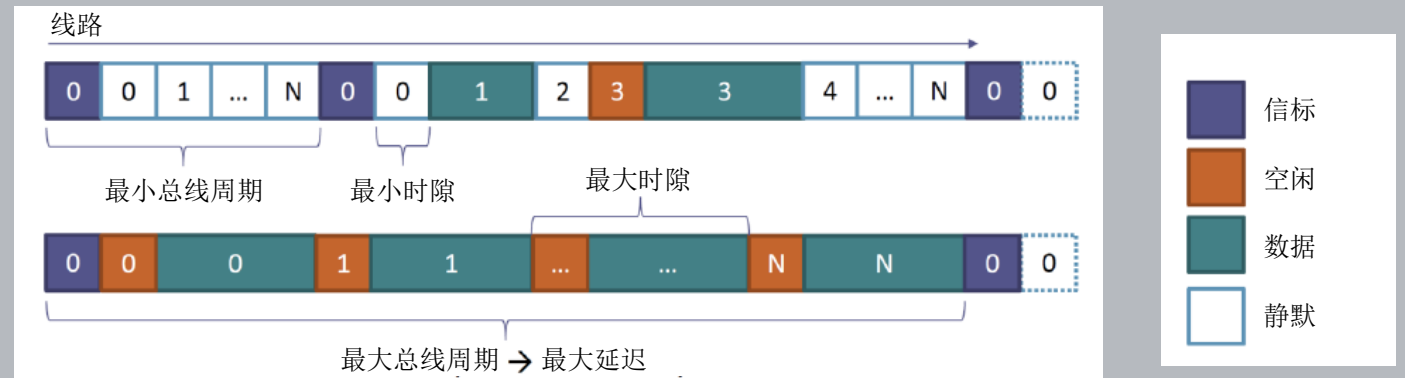 线路
0 0 1 ... N 0 0 1 2 3 3 4 ... N 0 0
最小总线周期 最小时隙 最大时隙
0 0 0 1 1 ... ... N N 0 0
最大总线周期 → 最大延迟
信标
空闲
数据
静默